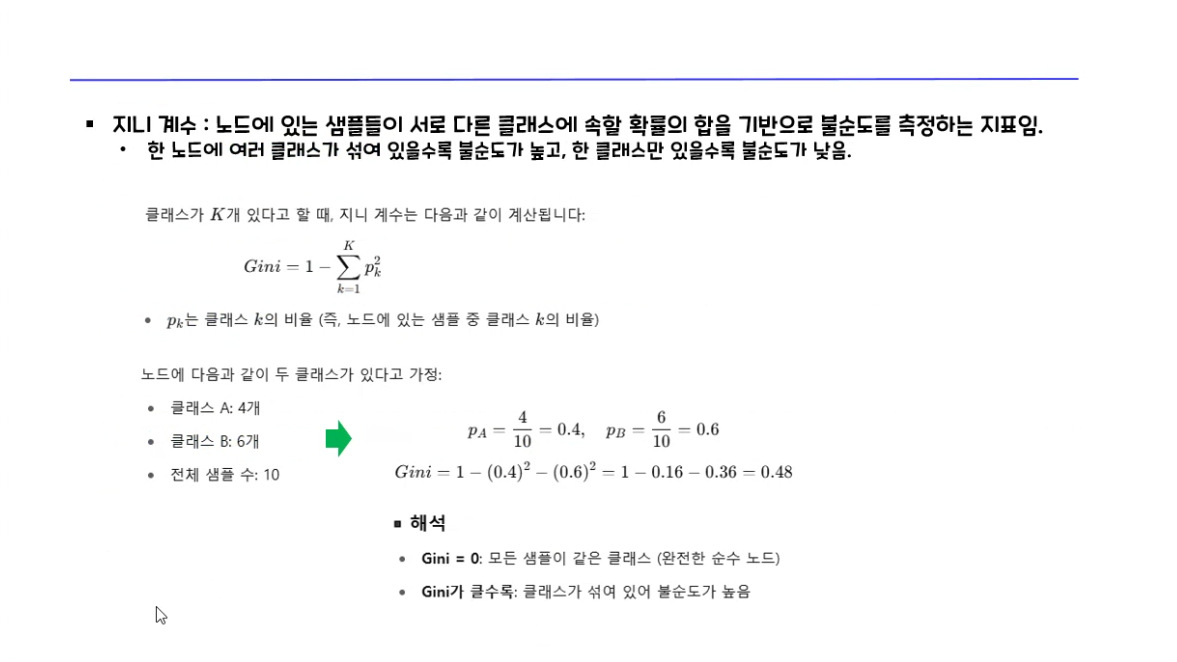 ▪ 지니 계수 : 노드에 있는 샘플들이 서로 다른 클래스에 속할 확률의 합을 기반으로 불순도를 측정하는 지표임.
• 한 노드에 여러 클래스가 섞여 있을수록 불순도가 높고, 한 클래스만 있을수록 불순도가 낮음.
클래스가 K개 있다고 할 때, 지니 계수는 다음과 같이 계산됩니다:
Gini = 1 − ∑_{k=1}^{K} p_k^2
• p_k는 클래스 k의 비율 (즉, 노드에 있는 샘플 중 클래스 k의 비율)
노드에 다음과 같이 두 클래스가 있다고 가정:
• 클래스 A: 4개
• 클래스 B: 6개
• 전체 샘플 수: 10
p_A = 4/10 = 0.4, p_B = 6/10 = 0.6
Gini = 1 − (0.4)^2 − (0.6)^2 = 1 − 0.16 − 0.36 = 0.48
▪ 해석
• Gini = 0: 모든 샘플이 같은 클래스 (완전한 순수 노드)
• Gini가 클수록: 클래스가 섞여 있어 불순도가 높음